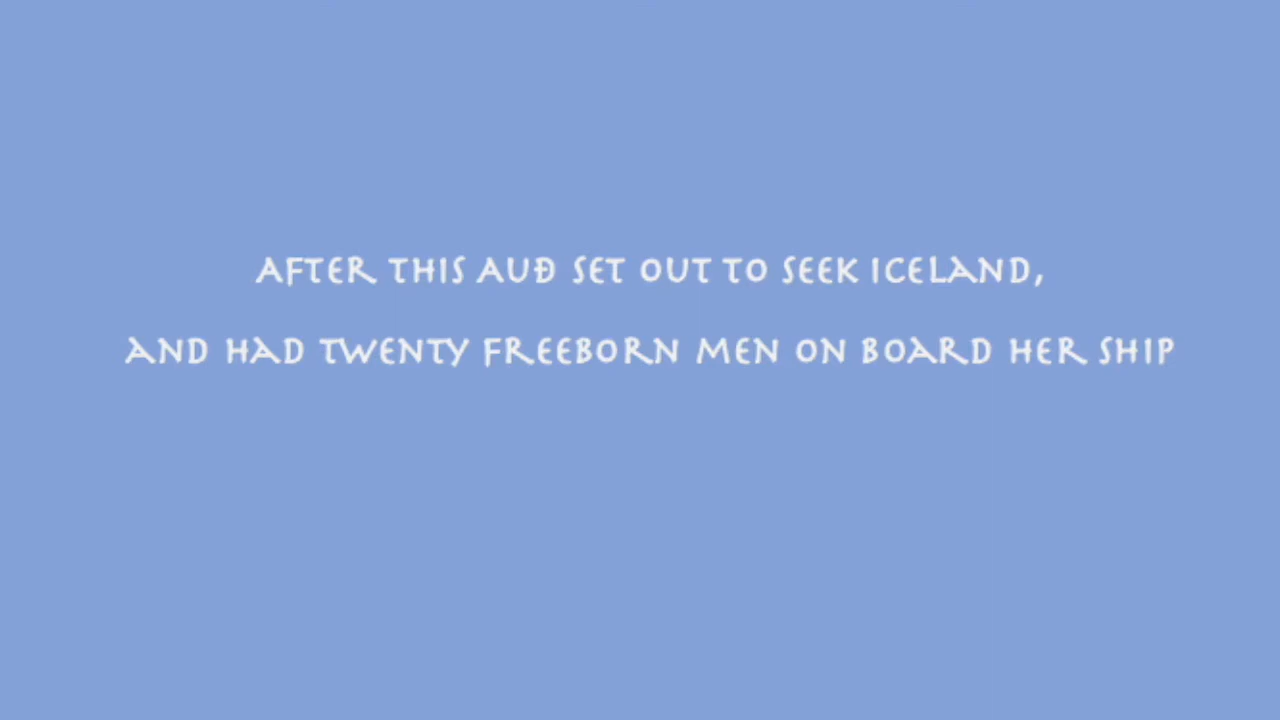 AFTER THIS AUÐ SET OUT TO SEEK ICELAND,
AND HAD TWENTY FREEBORN MEN ON BOARD HER SHIP